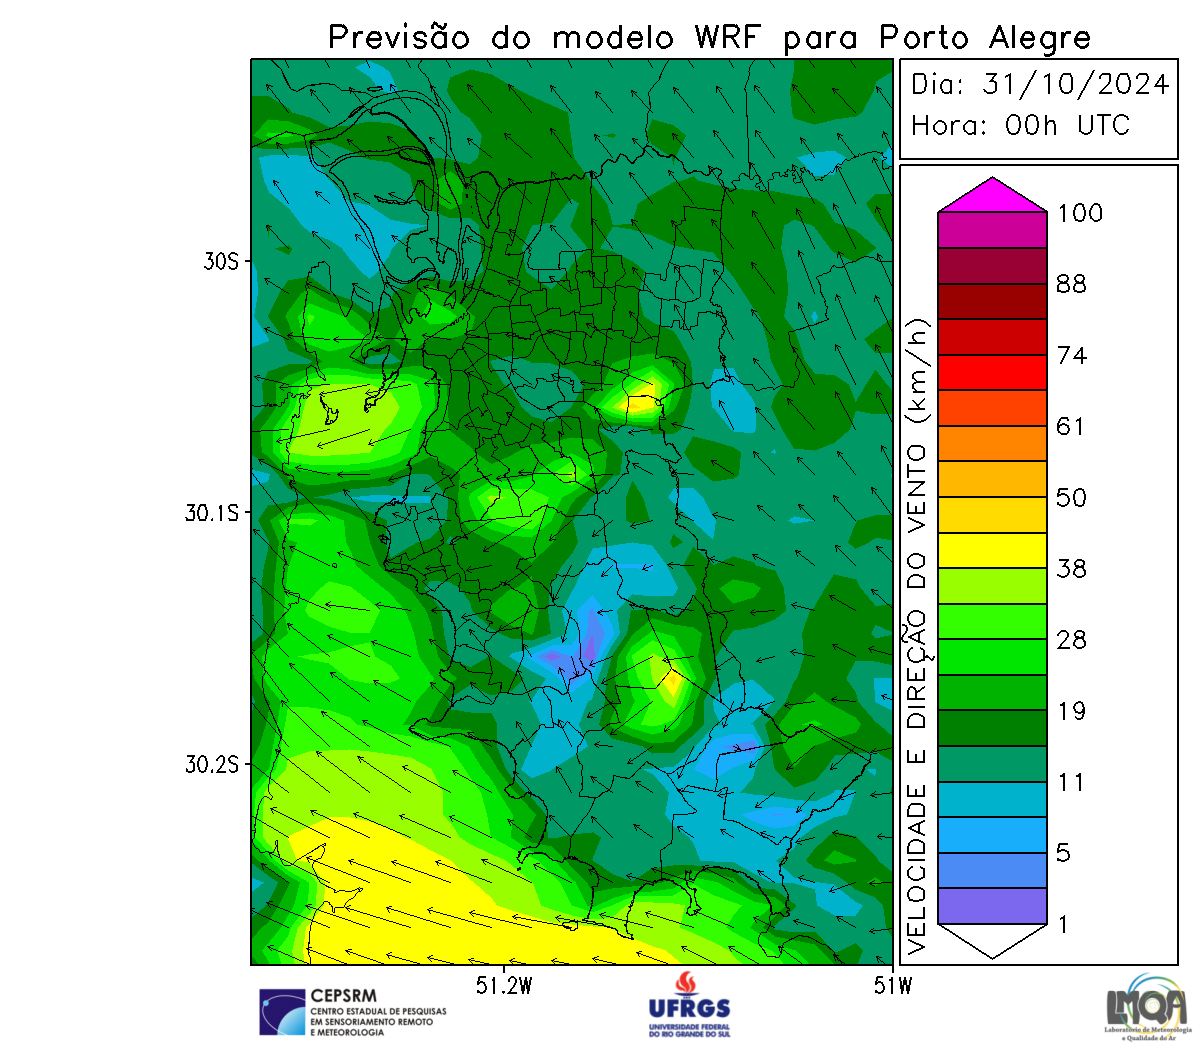 Previsão do modelo WRF para Porto Alegre
Dia: 31/10/2024
Hora: 00h UTC
30S
30.1S
30.2S
51.2W
51W
VELOCIDADE E DIREÇÃO DO VENTO (km/h)
100
88
74
61
50
38
28
19
11
5
1
CEPSRM
CENTRO ESTADUAL DE PESQUISAS
EM SENSORIAMENTO REMOTO
E METEOROLOGIA
UFRGS
UNIVERSIDADE FEDERAL
DO RIO GRANDE DO SUL
LMQA
Laboratório de Meteorologia
e Qualidade do Ar